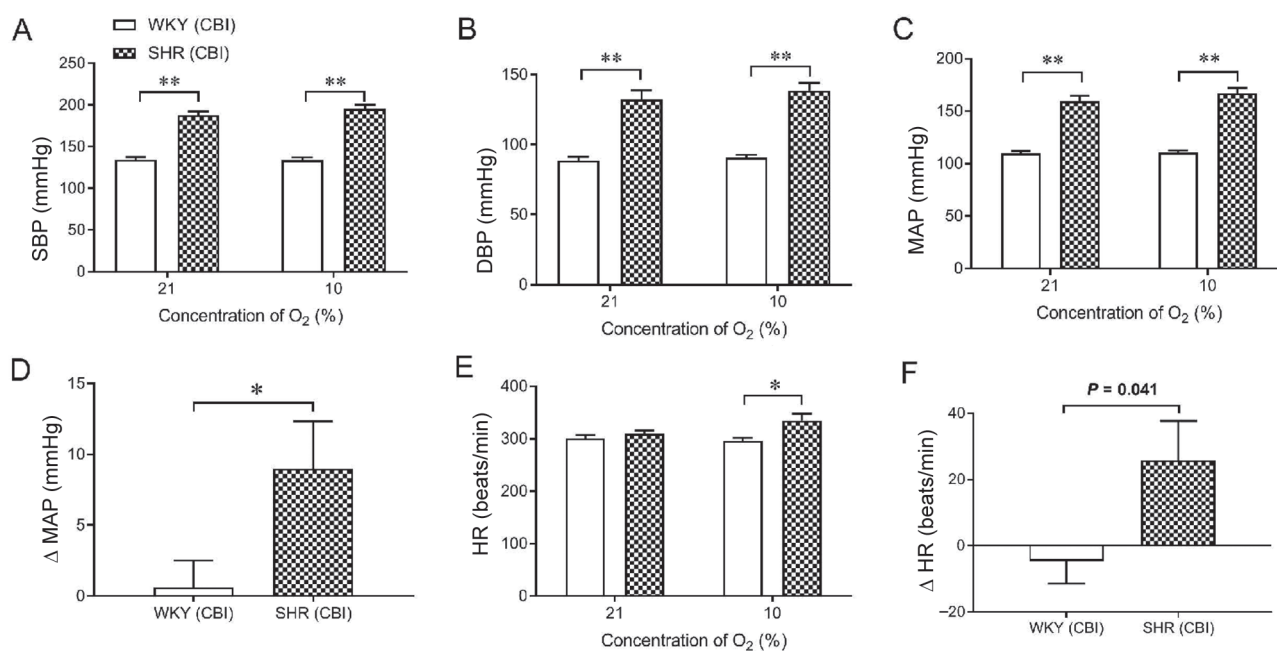 A
WKY (CBI)
SHR (CBI)
SBP (mmHg)
250
200
150
100
50
0
**
**
21
10
Concentration of O₂ (%)
B
DBP (mmHg)
150
100
50
0
**
**
21
10
Concentration of O₂ (%)
C
MAP (mmHg)
200
150
100
50
0
**
**
21
10
Concentration of O₂ (%)
D
Δ MAP (mmHg)
15
10
5
0
*
WKY (CBI)
SHR (CBI)
E
HR (beats/min)
400
300
200
100
0
*
21
10
Concentration of O₂ (%)
F
Δ HR (beats/min)
40
20
0
−20
P = 0.041
WKY (CBI)
SHR (CBI)